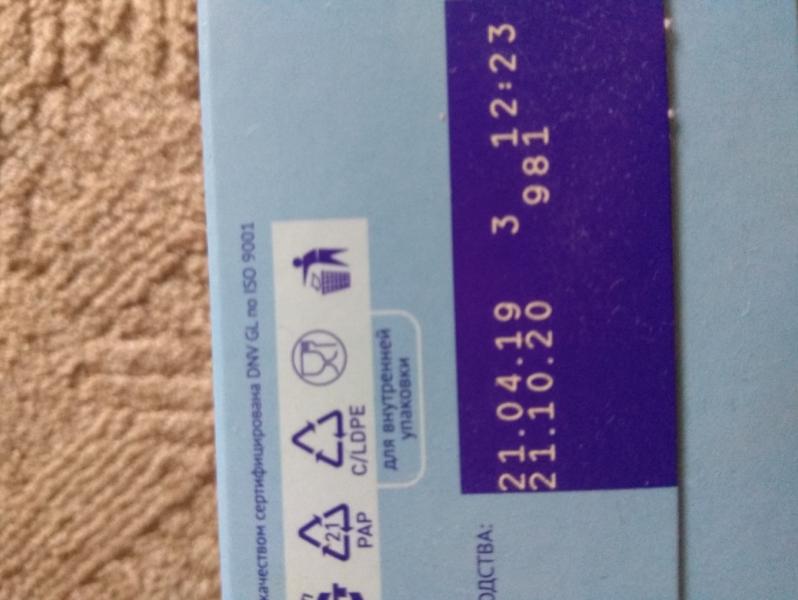 качеством сертифицирована DNV GL по ISO 9001
21
PAP
C/LDPE
для внутренней
упаковки
ОДСТВА:
21.04.19 3 12:23
21.10.20 981